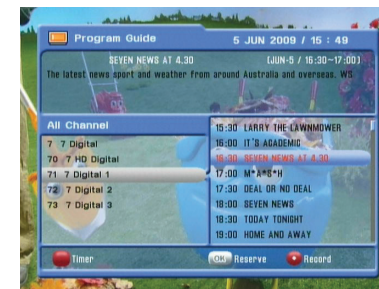 Program Guide
5 JUN 2009 / 15 : 49
SEVEN NEWS AT 4.30
(JUN-5 / 16:30~17:00)
The latest news sport and weather from around Australia and overseas. WS
All Channel
7 7 Digital
70 7 HD Digital
71 7 Digital 1
72 7 Digital 2
73 7 Digital 3
15:30 LARRY THE LAWNMOWER
16:00 IT'S ACADEMIC
16:30 SEVEN NEWS AT 4.30
17:00 M*A*S*H
17:30 DEAL OR NO DEAL
18:00 SEVEN NEWS
18:30 TODAY TONIGHT
19:00 HOME AND AWAY
Timer
OK Reserve
Record